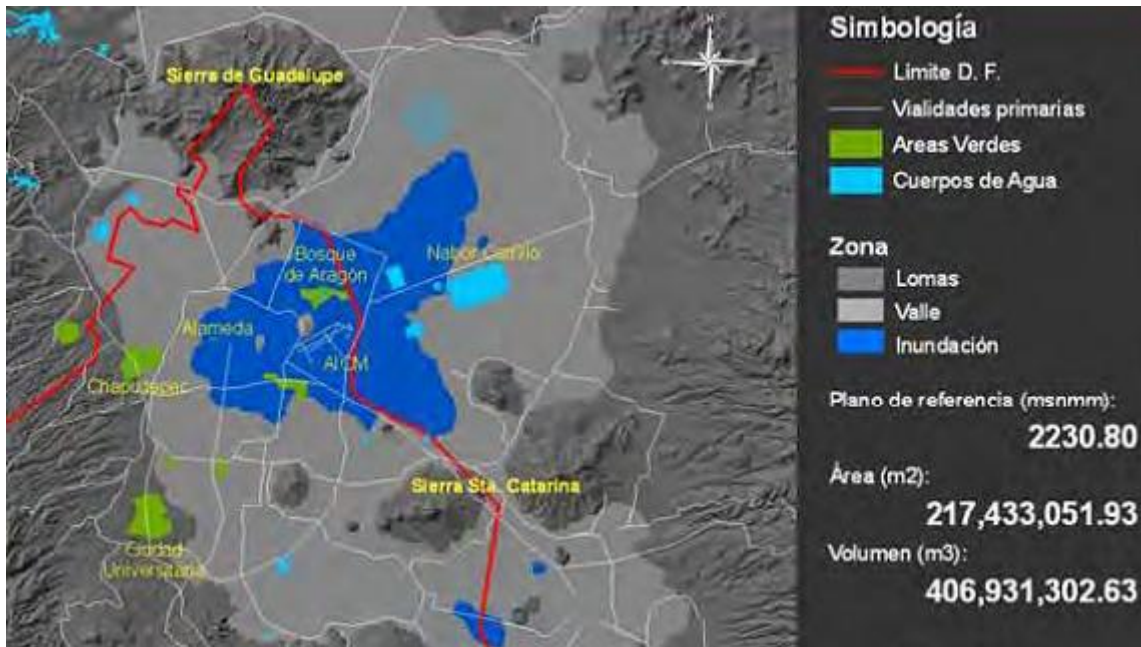 Sierra de Guadalupe
Bosque
de Aragón
Nabor Carrillo
Alameda
AICM
Chapultepec
Sierra Sta. Catarina
Ciudad
Universitaria
N
Simbología
Limite D. F.
Vialidades primarias
Areas Verdes
Cuerpos de Agua
Zona
Lomas
Valle
Inundación
Plano de referencia (msnmm):
2230.80
Área (m2):
217,433,051.93
Volumen (m3):
406,931,302.63